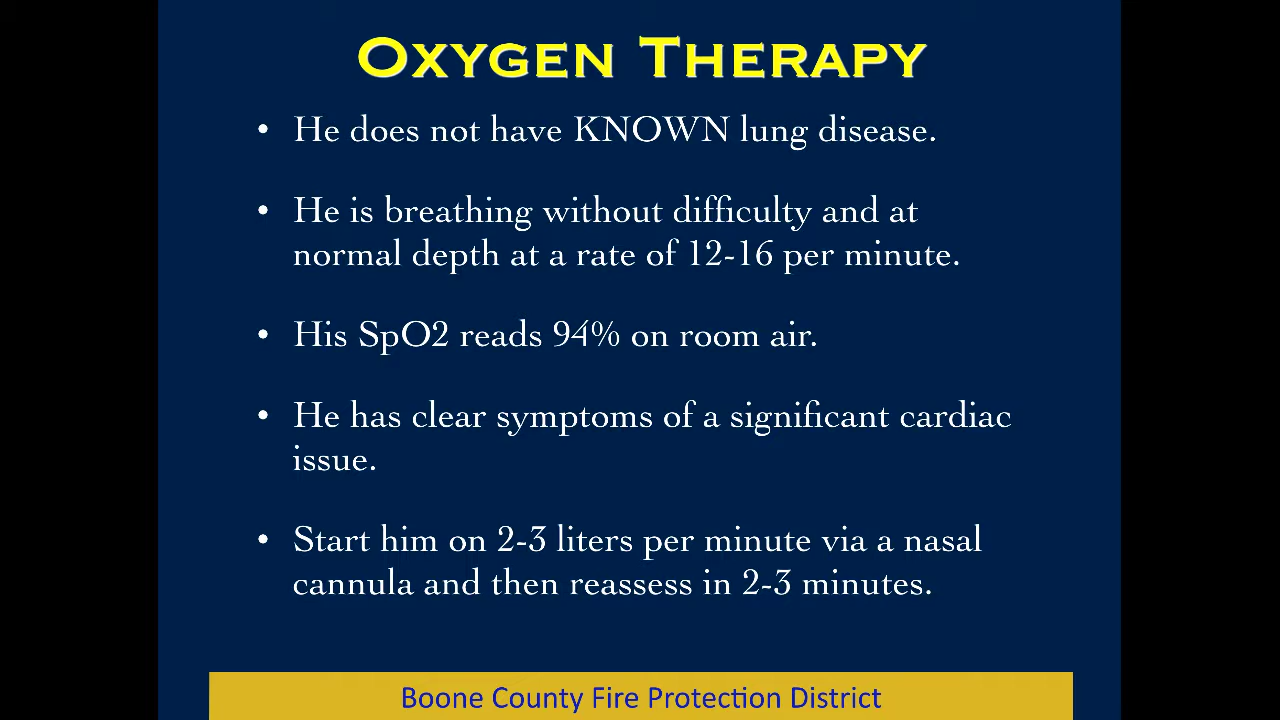 OXYGEN THERAPY
• He does not have KNOWN lung disease.
• He is breathing without difficulty and at
normal depth at a rate of 12-16 per minute.
• His SpO2 reads 94% on room air.
• He has clear symptoms of a significant cardiac
issue.
• Start him on 2-3 liters per minute via a nasal
cannula and then reassess in 2-3 minutes.
Boone County Fire Protection District